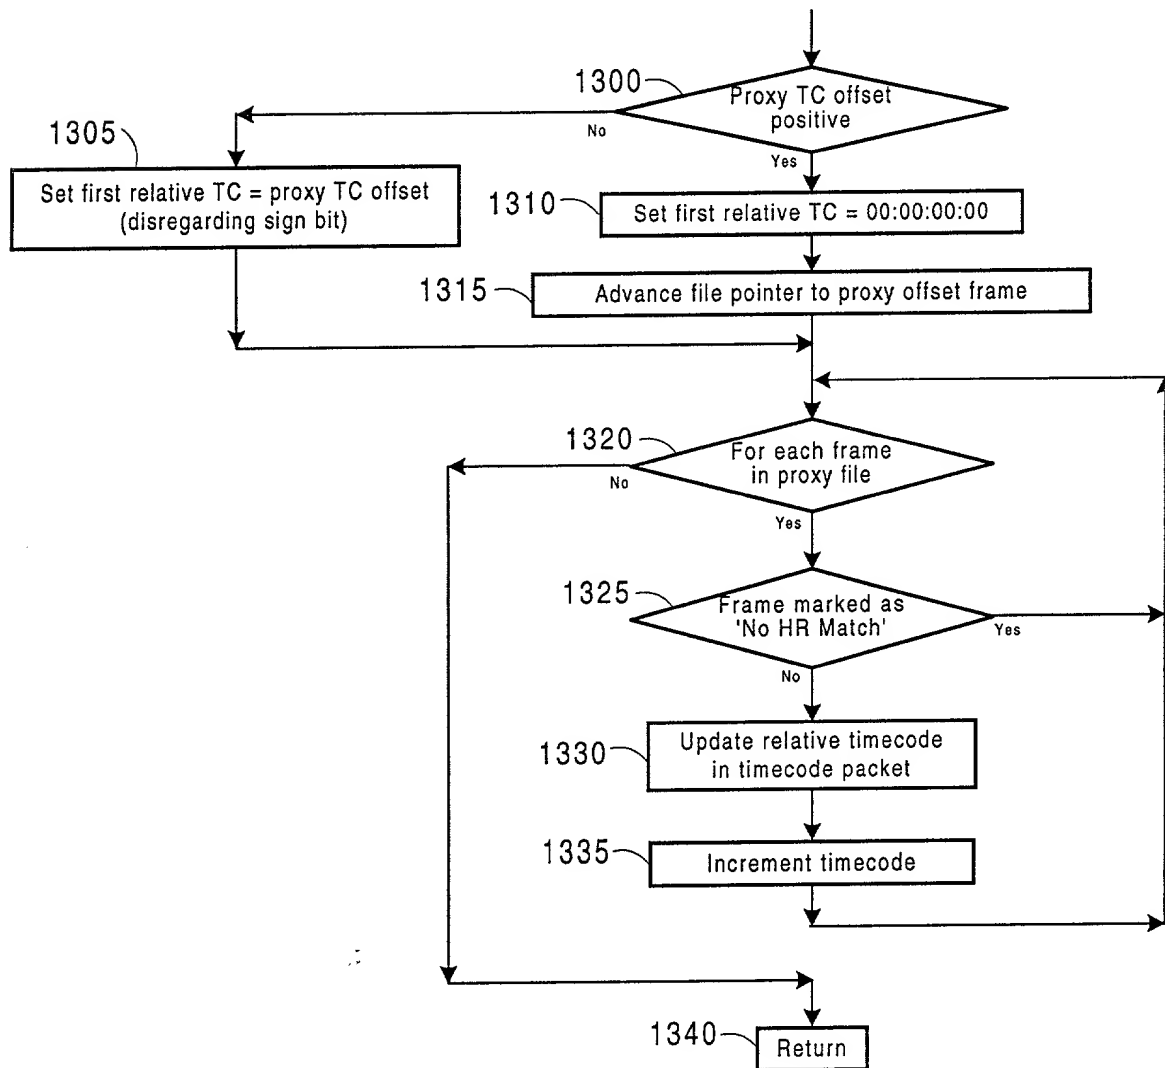 1300
Proxy TC offset
positive
No
Yes
1305
Set first relative TC = proxy TC offset
(disregarding sign bit)
1310
Set first relative TC = 00:00:00:00
1315
Advance file pointer to proxy offset frame
1320
For each frame
in proxy file
No
Yes
1325
Frame marked as
'No HR Match'
Yes
No
1330
Update relative timecode
in timecode packet
1335
Increment timecode
1340
Return